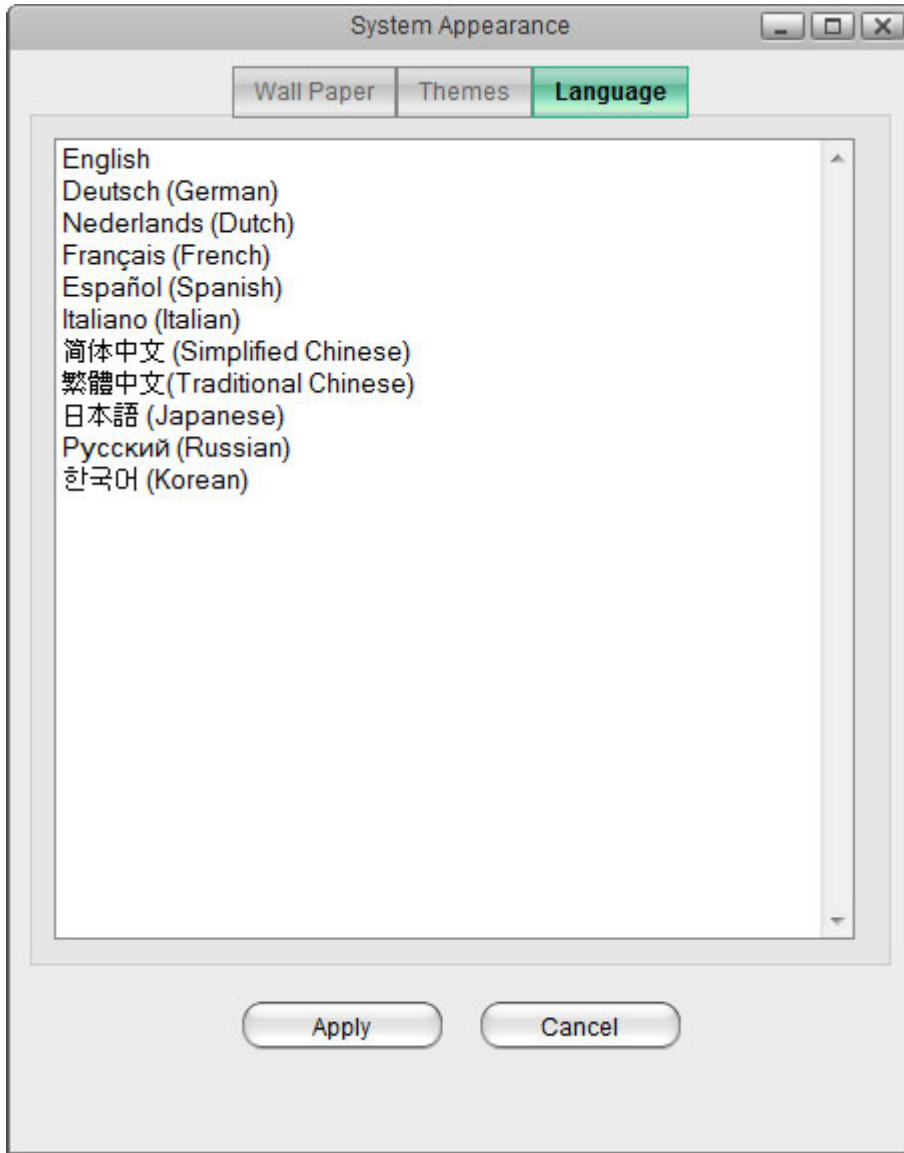 System Appearance
Wall Paper Themes Language
English
Deutsch (German)
Nederlands (Dutch)
Français (French)
Español (Spanish)
Italiano (Italian)
简体中文 (Simplified Chinese)
繁體中文(Traditional Chinese)
日本語 (Japanese)
Русский (Russian)
한국어 (Korean)
Apply Cancel